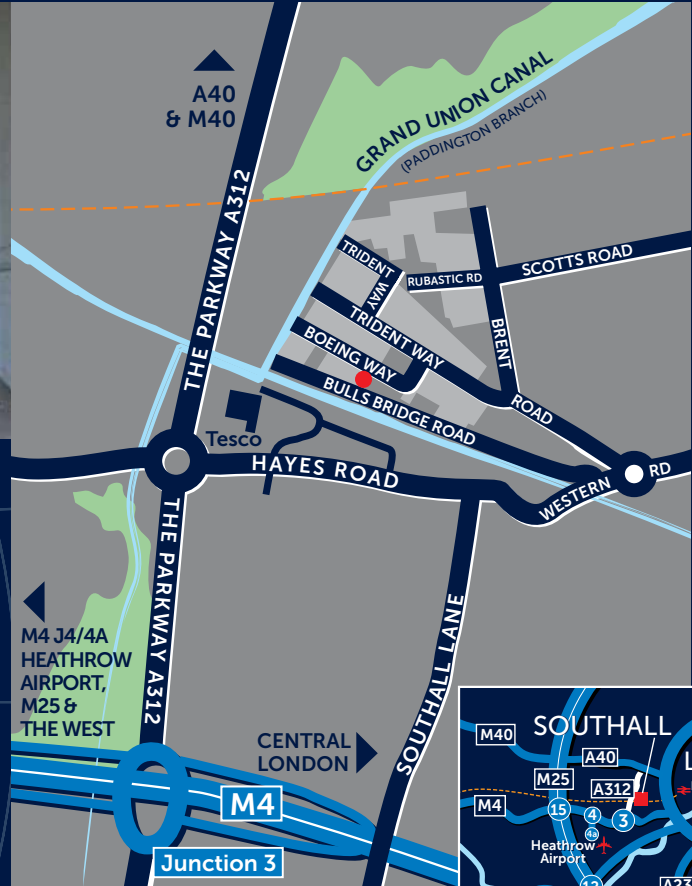 A40
& M40
GRAND UNION CANAL
(PADDINGTON BRANCH)
THE PARKWAY A312
TRIDENT
WAY
RUBASTIC RD
SCOTTS ROAD
TRIDENT WAY
BRENT
ROAD
BOEING WAY
BULLS BRIDGE ROAD
Tesco
HAYES ROAD
WESTERN
RD
THE PARKWAY A312
SOUTHALL LANE
M4 J4/4A
HEATHROW
AIRPORT,
M25 &
THE WEST
CENTRAL
LONDON
M4
Junction 3
SOUTHALL
M40
A40
L
M25
A312
M4
15
4
3
4a
Heathrow
Airport